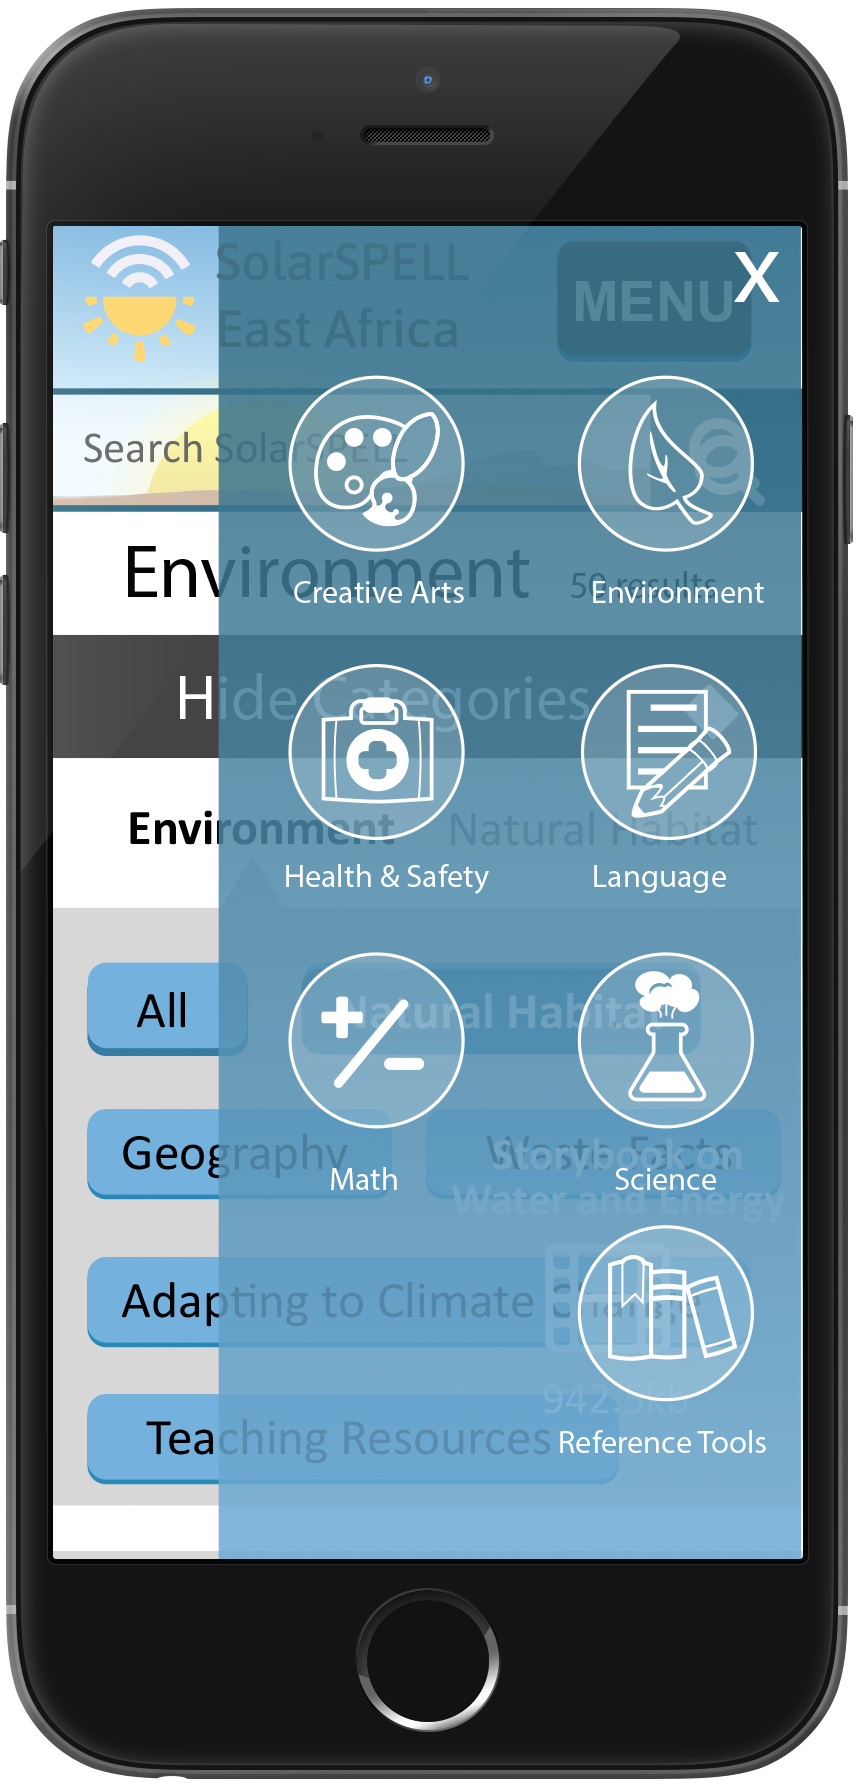 SolarSPELL
East Africa
MENU
X
Search SolarSPELL
Environment
50 results
Creative Arts
Environment
Hide Categories
Environment
Natural Habitat
Health & Safety
Language
All
Natural Habitat
Geography
Waste Facts
Storybook on
Water and Energy
Math
Science
Adapting to Climate Change
942.5kb
Teaching Resources
Reference Tools